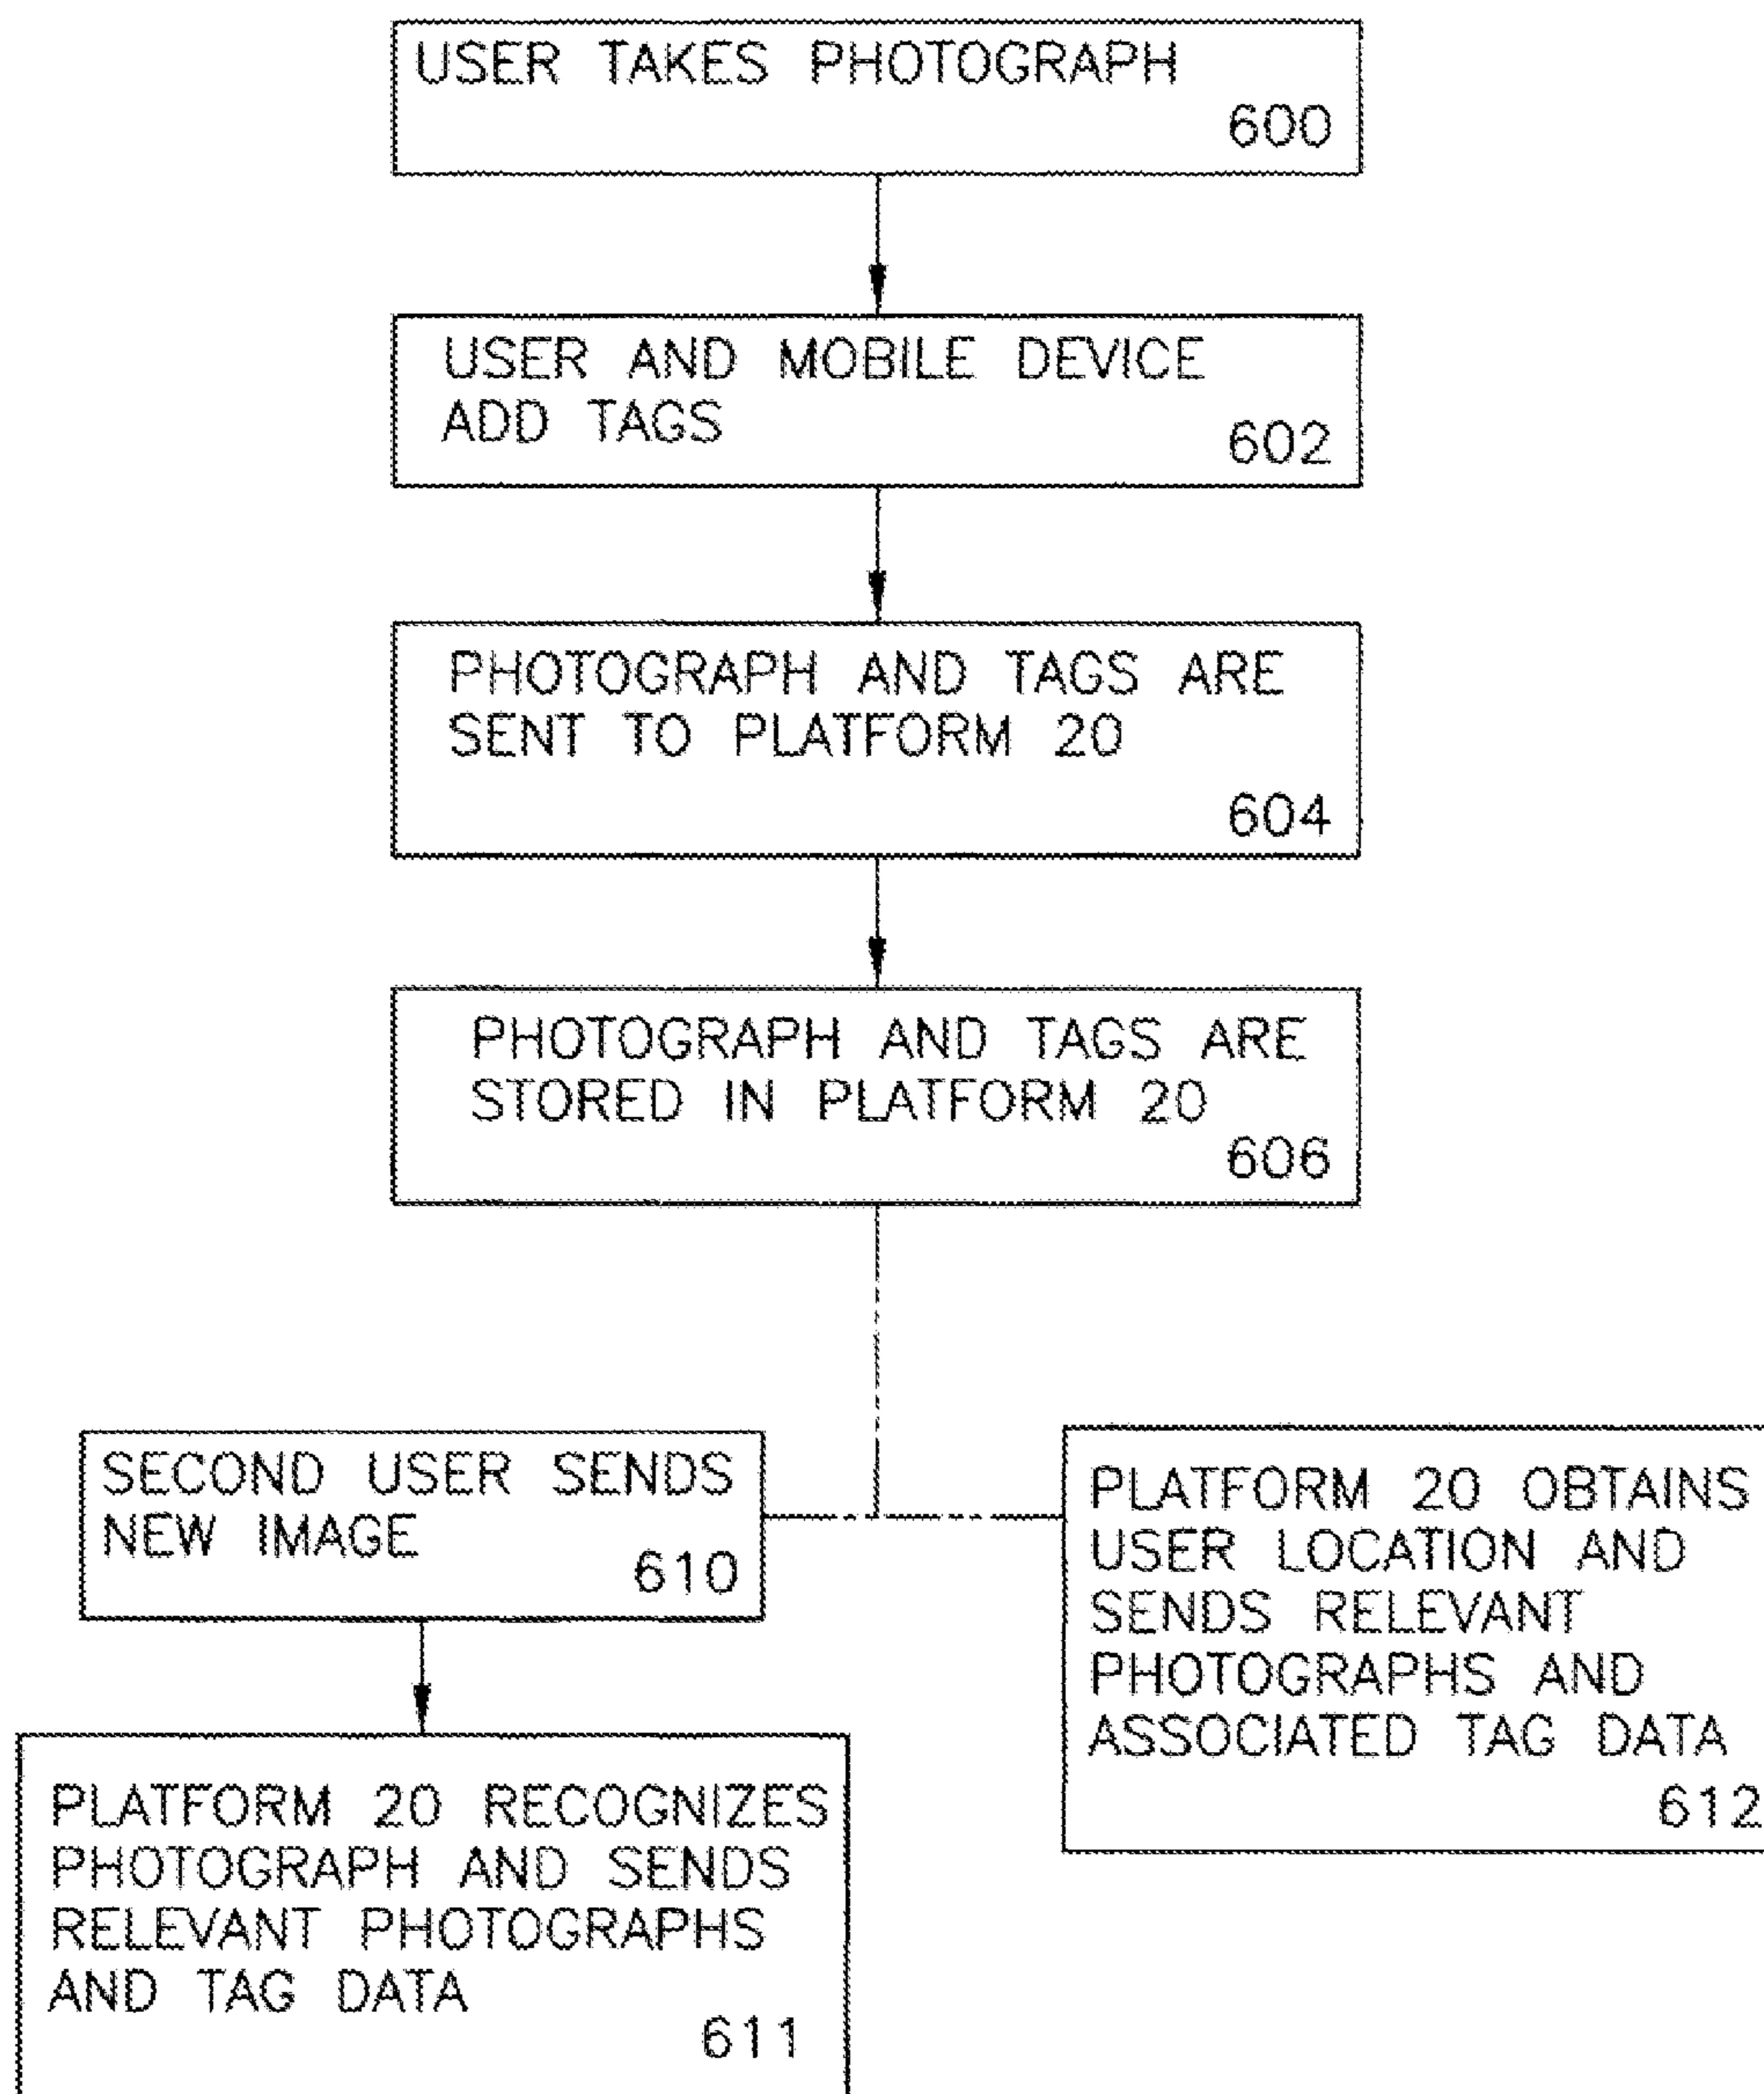 USER TAKES PHOTOGRAPH
600
USER AND MOBILE DEVICE
ADD TAGS
602
PHOTOGRAPH AND TAGS ARE
SENT TO PLATFORM 20
604
PHOTOGRAPH AND TAGS ARE
STORED IN PLATFORM 20
606
SECOND USER SENDS
NEW IMAGE
610
PLATFORM 20 RECOGNIZES
PHOTOGRAPH AND SENDS
RELEVANT PHOTOGRAPHS
AND TAG DATA
611
PLATFORM 20 OBTAINS
USER LOCATION AND
SENDS RELEVANT
PHOTOGRAPHS AND
ASSOCIATED TAG DATA
612